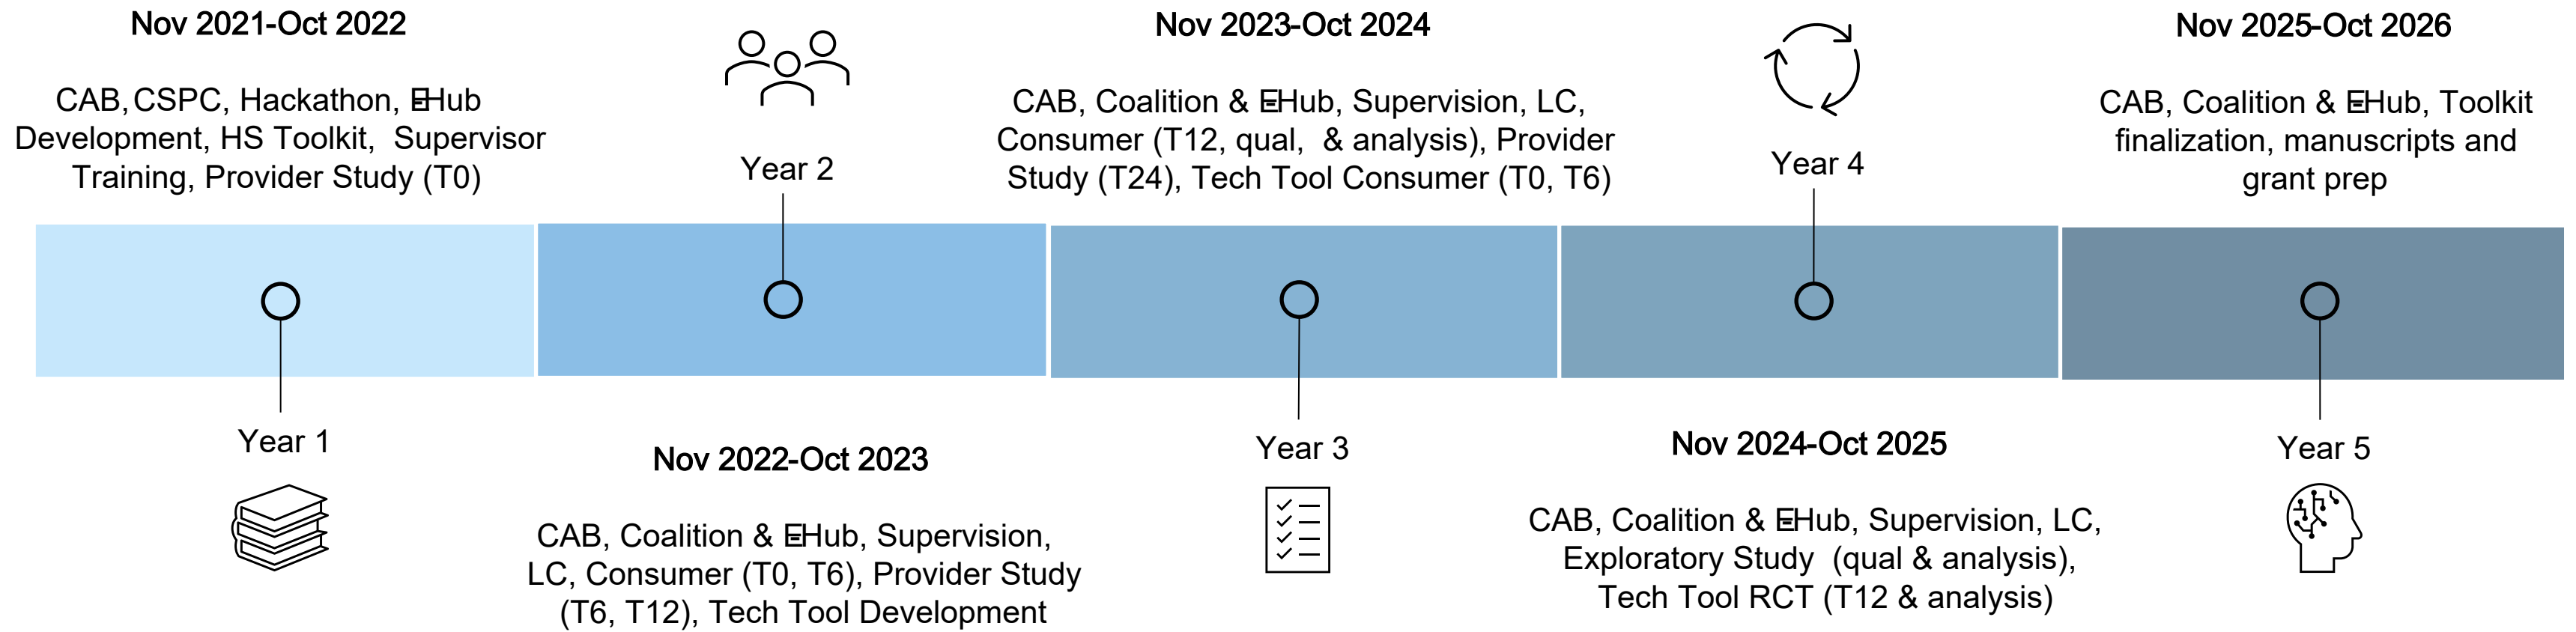 Nov 2021-Oct 2022
CAB, CSPC, Hackathon, E-Hub
Development, HS Toolkit, Supervisor
Training, Provider Study (T0)
Year 1
Year 2
Nov 2022-Oct 2023
CAB, Coalition & E-Hub, Supervision,
LC, Consumer (T0, T6), Provider Study
(T6, T12), Tech Tool Development
Nov 2023-Oct 2024
CAB, Coalition & E-Hub, Supervision, LC,
Consumer (T12, qual, & analysis), Provider
Study (T24), Tech Tool Consumer (T0, T6)
Year 3
Year 4
Nov 2024-Oct 2025
CAB, Coalition & E-Hub, Supervision, LC,
Exploratory Study (qual & analysis),
Tech Tool RCT (T12 & analysis)
Nov 2025-Oct 2026
CAB, Coalition & E-Hub, Toolkit
finalization, manuscripts and
grant prep
Year 5